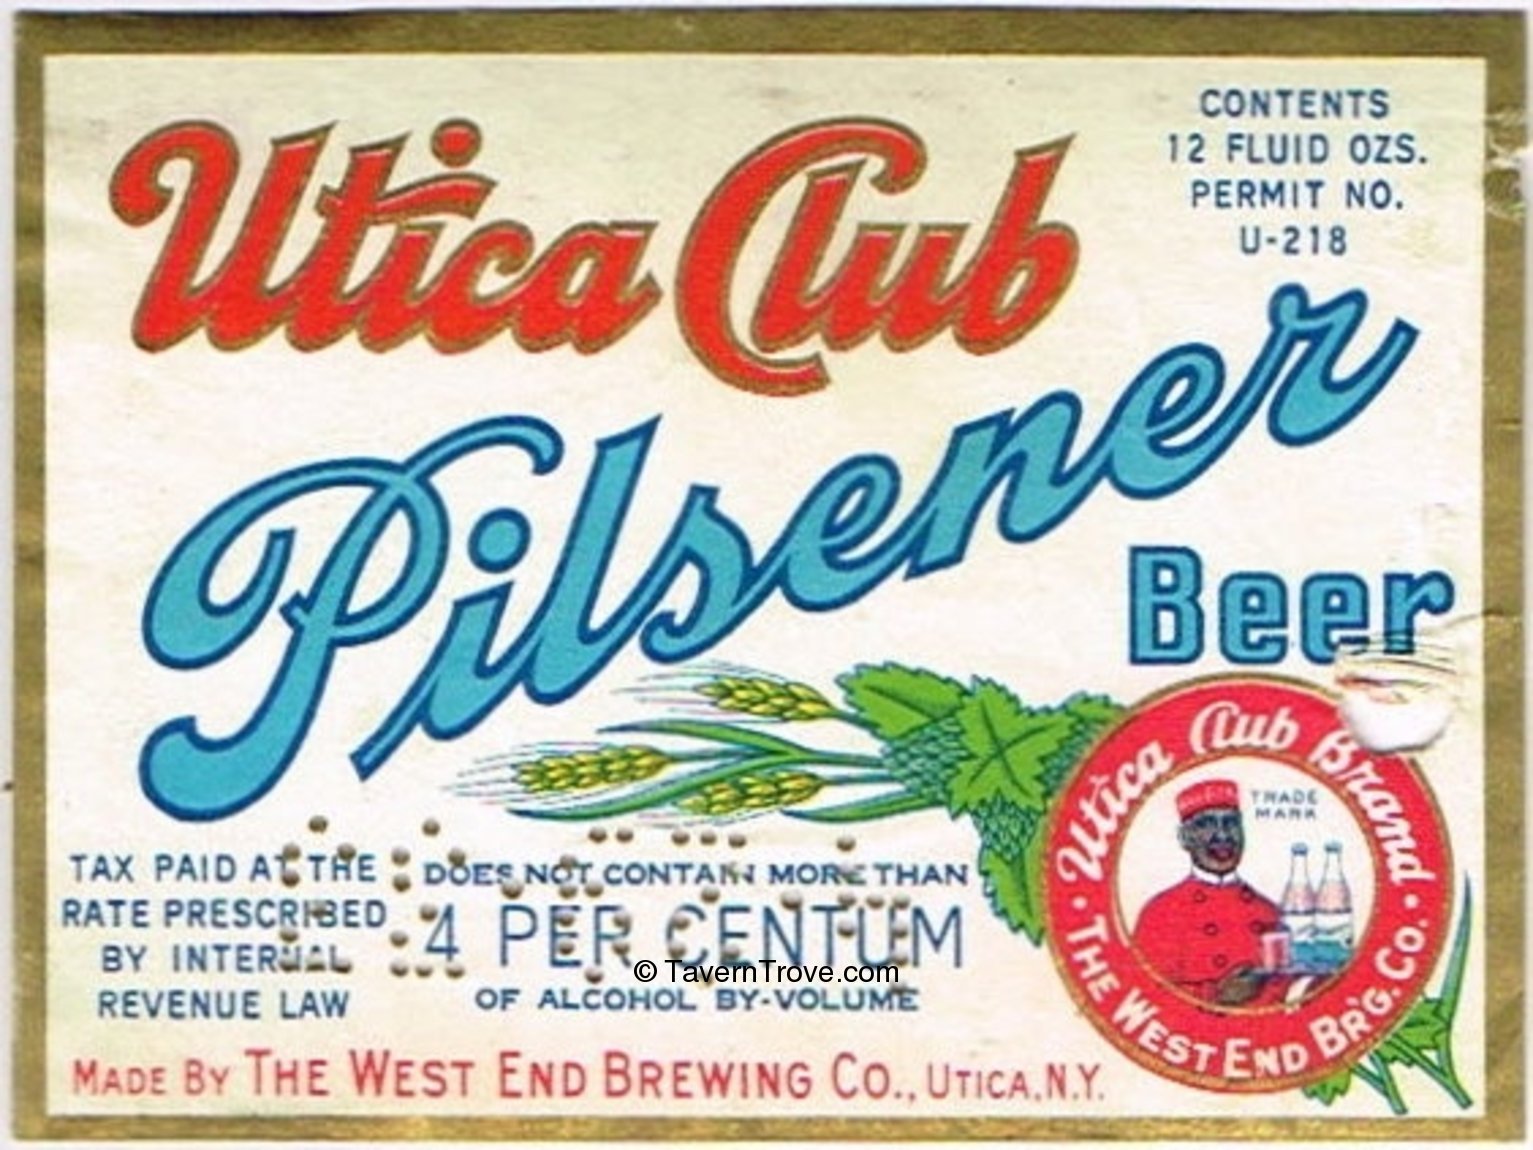 Utica Club
CONTENTS
12 FLUID OZS.
PERMIT NO.
U-218
Pilsener
Beer
TAX PAID AT THE
RATE PRESCRIBED
BY INTERNAL
REVENUE LAW
DOES NOT CONTAIN MORE THAN
4 PER CENTUM
OF ALCOHOL BY-VOLUME
© TavernTrove.com
Utica Club Brand
TRADE
MARK
THE WEST END BR'G. CO.
MADE BY THE WEST END BREWING CO., UTICA, N.Y.